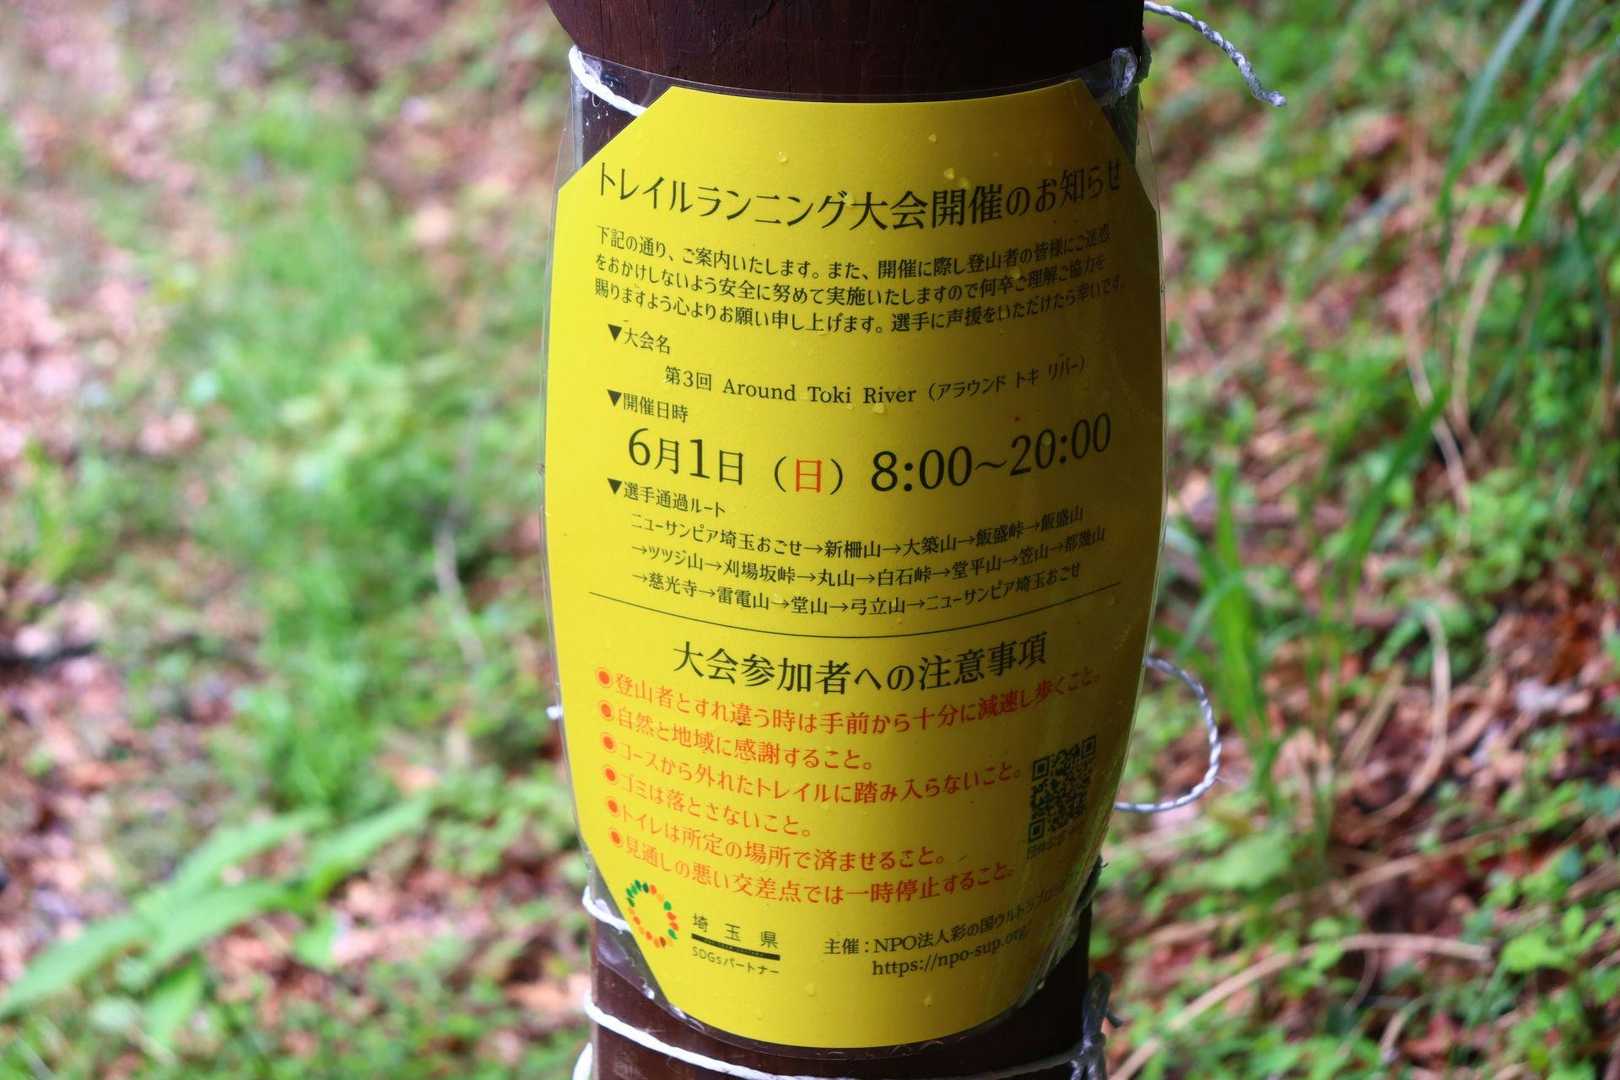 トレイルランニング大会開催のお知らせ
下記の通り、ご案内いたします。また、開催に際し登山者の皆様にご迷惑
をおかけしないよう安全に努めて実施いたしますので何卒ご理解ご協力を
賜りますよう心よりお願い申し上げます。選手に声援をいただけたら幸いです。
▼大会名
第3回 Around Toki River（アラウンド トキ リバー）
▼開催日時
6月1日（日）8:00～20:00
▼選手通過ルート
ニューサンピア埼玉おごせ→新柵山→大築山→飯盛峠→飯盛山
→ツツジ山→刈場坂峠→丸山→白石峠→堂平山→笠山→都幾山
→慈光寺→雷電山→堂山→弓立山→ニューサンピア埼玉おごせ
大会参加者への注意事項
●登山者とすれ違う時は手前から十分に減速し歩くこと。
●自然と地域に感謝すること。
●コースから外れたトレイルに踏み入らないこと。
●ゴミは落とさないこと。
●トイレは所定の場所で済ませること。
●見通しの悪い交差点では一時停止すること。
埼玉県
SDGsパートナー
主催：NPO法人彩の国ウルトラ
https://npo-sup.org/